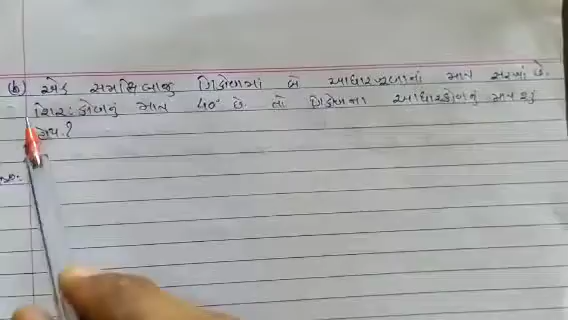 (b) એક સમદ્વિબાજુ ત્રિકોણમાં બે આધારખૂણાનાં માપ સરખાં છે.
શિર:કોણનું માપ 40° છે. તો ત્રિકોણના આધારકોણનું માપ શું
થાય.?